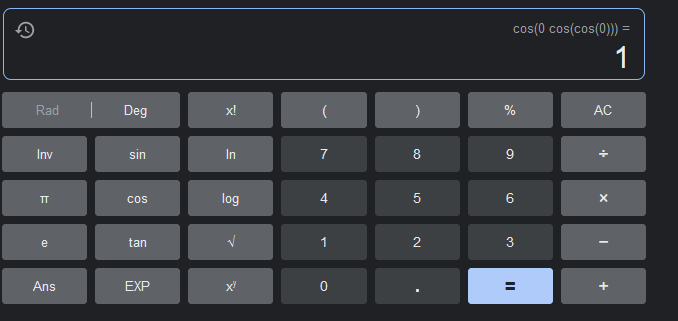 cos(0 cos(cos(0))) =
1
Rad | Deg x! ( ) % AC
Inv sin ln 7 8 9 ÷
π cos log 4 5 6 ×
e tan √ 1 2 3 −
Ans EXP xʸ 0 . = +